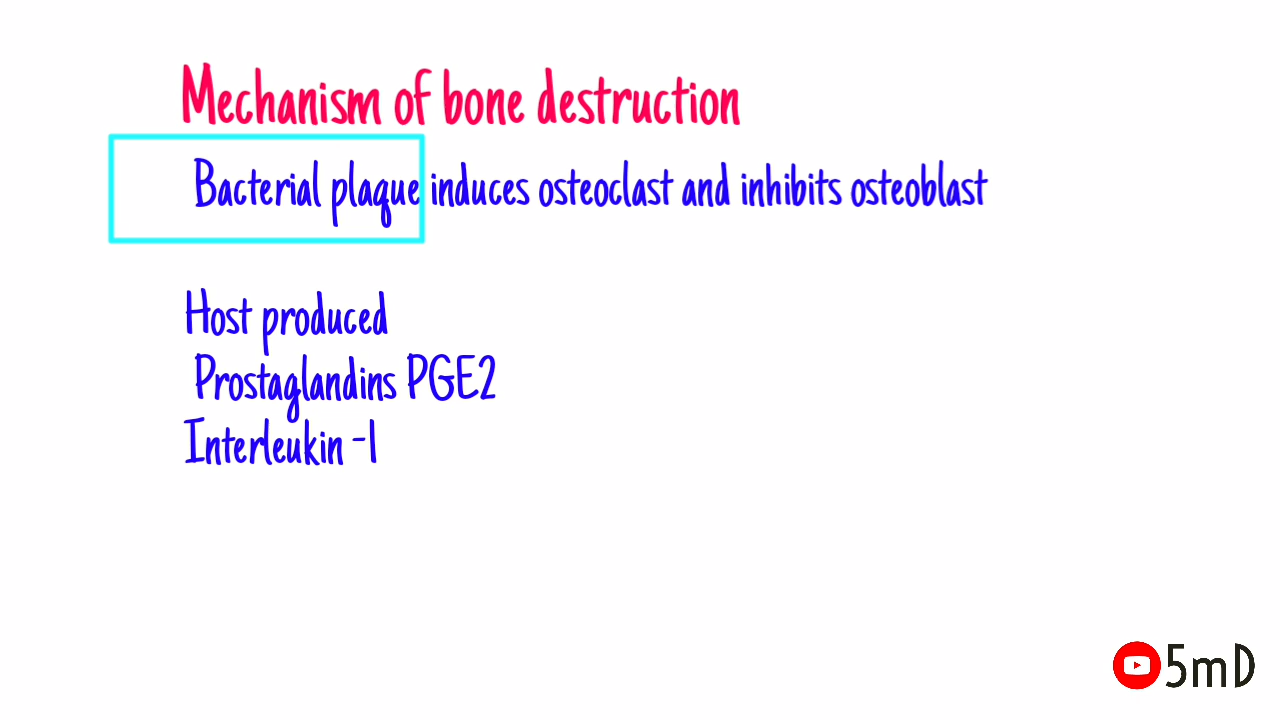 Mechanism of bone destruction
Bacterial plaque induces osteoclast and inhibits osteoblast
Host produced
Prostaglandins PGE2
Interleukin -1
5mD